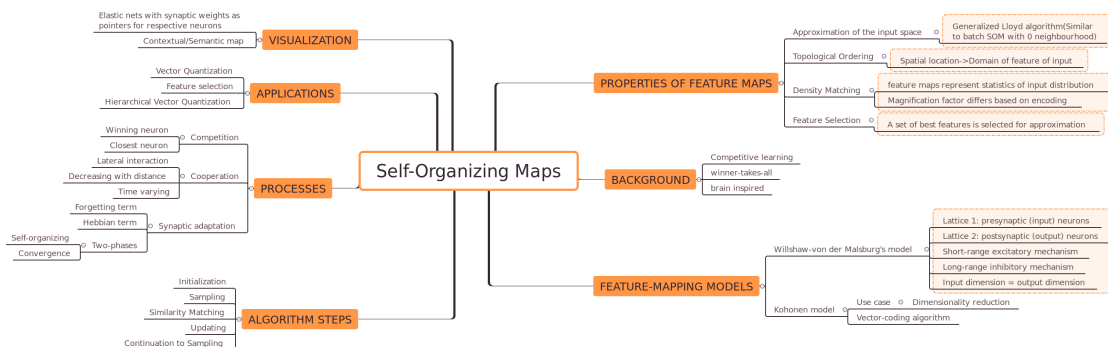 Self-Organizing Maps
VISUALIZATION
Elastic nets with synaptic weights as
pointers for respective neurons
Contextual/Semantic map
APPLICATIONS
Vector Quantization
Feature selection
Hierarchical Vector Quantization
PROCESSES
Competition
Winning neuron
Closest neuron
Cooperation
Lateral interaction
Decreasing with distance
Time varying
Synaptic adaptation
Forgetting term
Hebbian term
Two-phases
Self-organizing
Convergence
ALGORITHM STEPS
Initialization
Sampling
Similarity Matching
Updating
Continuation to Sampling
PROPERTIES OF FEATURE MAPS
Approximation of the input space
Generalized Lloyd algorithm(Similar
to batch SOM with 0 neighbourhood)
Topological Ordering
Spatial location->Domain of feature of input
Density Matching
feature maps represent statistics of input distribution
Magnification factor differs based on encoding
Feature Selection
A set of best features is selected for approximation
BACKGROUND
Competitive learning
winner-takes-all
brain inspired
FEATURE-MAPPING MODELS
Willshaw-von der Malsburg's model
Lattice 1: presynaptic (input) neurons
Lattice 2: postsynaptic (output) neurons
Short-range excitatory mechanism
Long-range inhibitory mechanism
Input dimension = output dimension
Kohonen model
Use case
Dimensionality reduction
Vector-coding algorithm